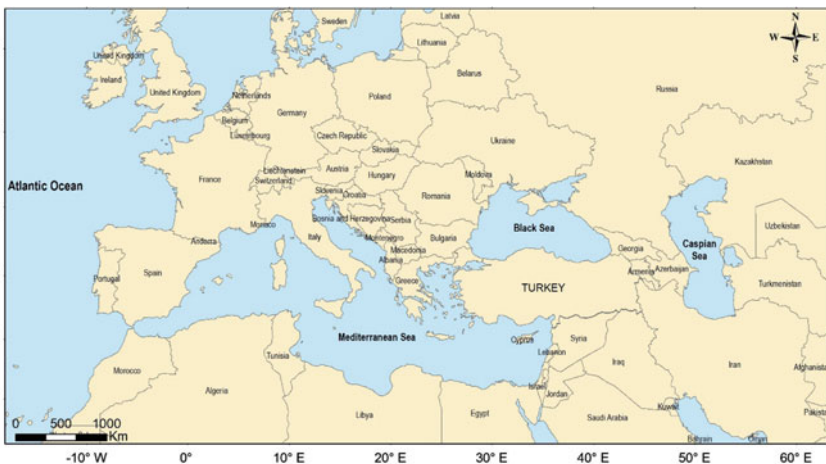 Latvia
Sweden
N
W E
S
Lithuania
United Kingdom
Ireland
Belarus
Russia
United Kingdom
Netherlands
Germany
Poland
Belgium
Luxembourg
Czech Republic
Ukraine
Slovakia
Kazakhstan
France
Liechtenstein
Austria
Moldova
Switzerland
Hungary
Atlantic Ocean
Slovenia
Croatia
Romania
Bosnia and Herzegovina
Serbia
Monaco
Black Sea
Uzbekistan
Andorra
Italy
Montenegro
Bulgaria
Georgia
Caspian
Sea
Macedonia
Albania
Portugal
Spain
Armenia
Azerbaijan
Greece
TURKEY
Turkmenistan
Mediterranean Sea
Cyprus
Syria
Lebanon
Tunisia
Iraq
Iran
Afghanistan
Morocco
Israel
Algeria
Jordan
Kuwait
Libya
Egypt
Saudi Arabia
Pakist
0 500 1000
Km
Bahrain
Oman
-10° W 0° 10° E 20° E 30° E 40° E 50° E 60° E